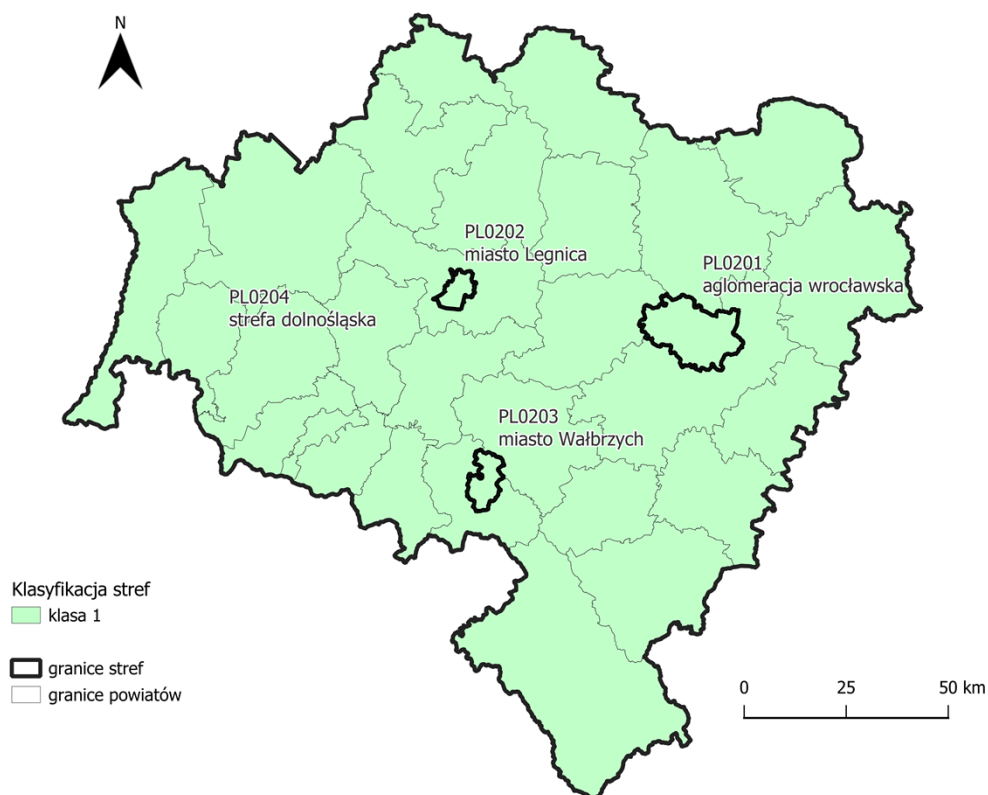 N
PL0202
miasto Legnica
PL0201
aglomeracja wrocławska
PL0204
strefa dolnośląska
PL0203
miasto Wałbrzych
Klasyfikacja stref
klasa 1
granice stref
granice powiatów
0 25 50 km